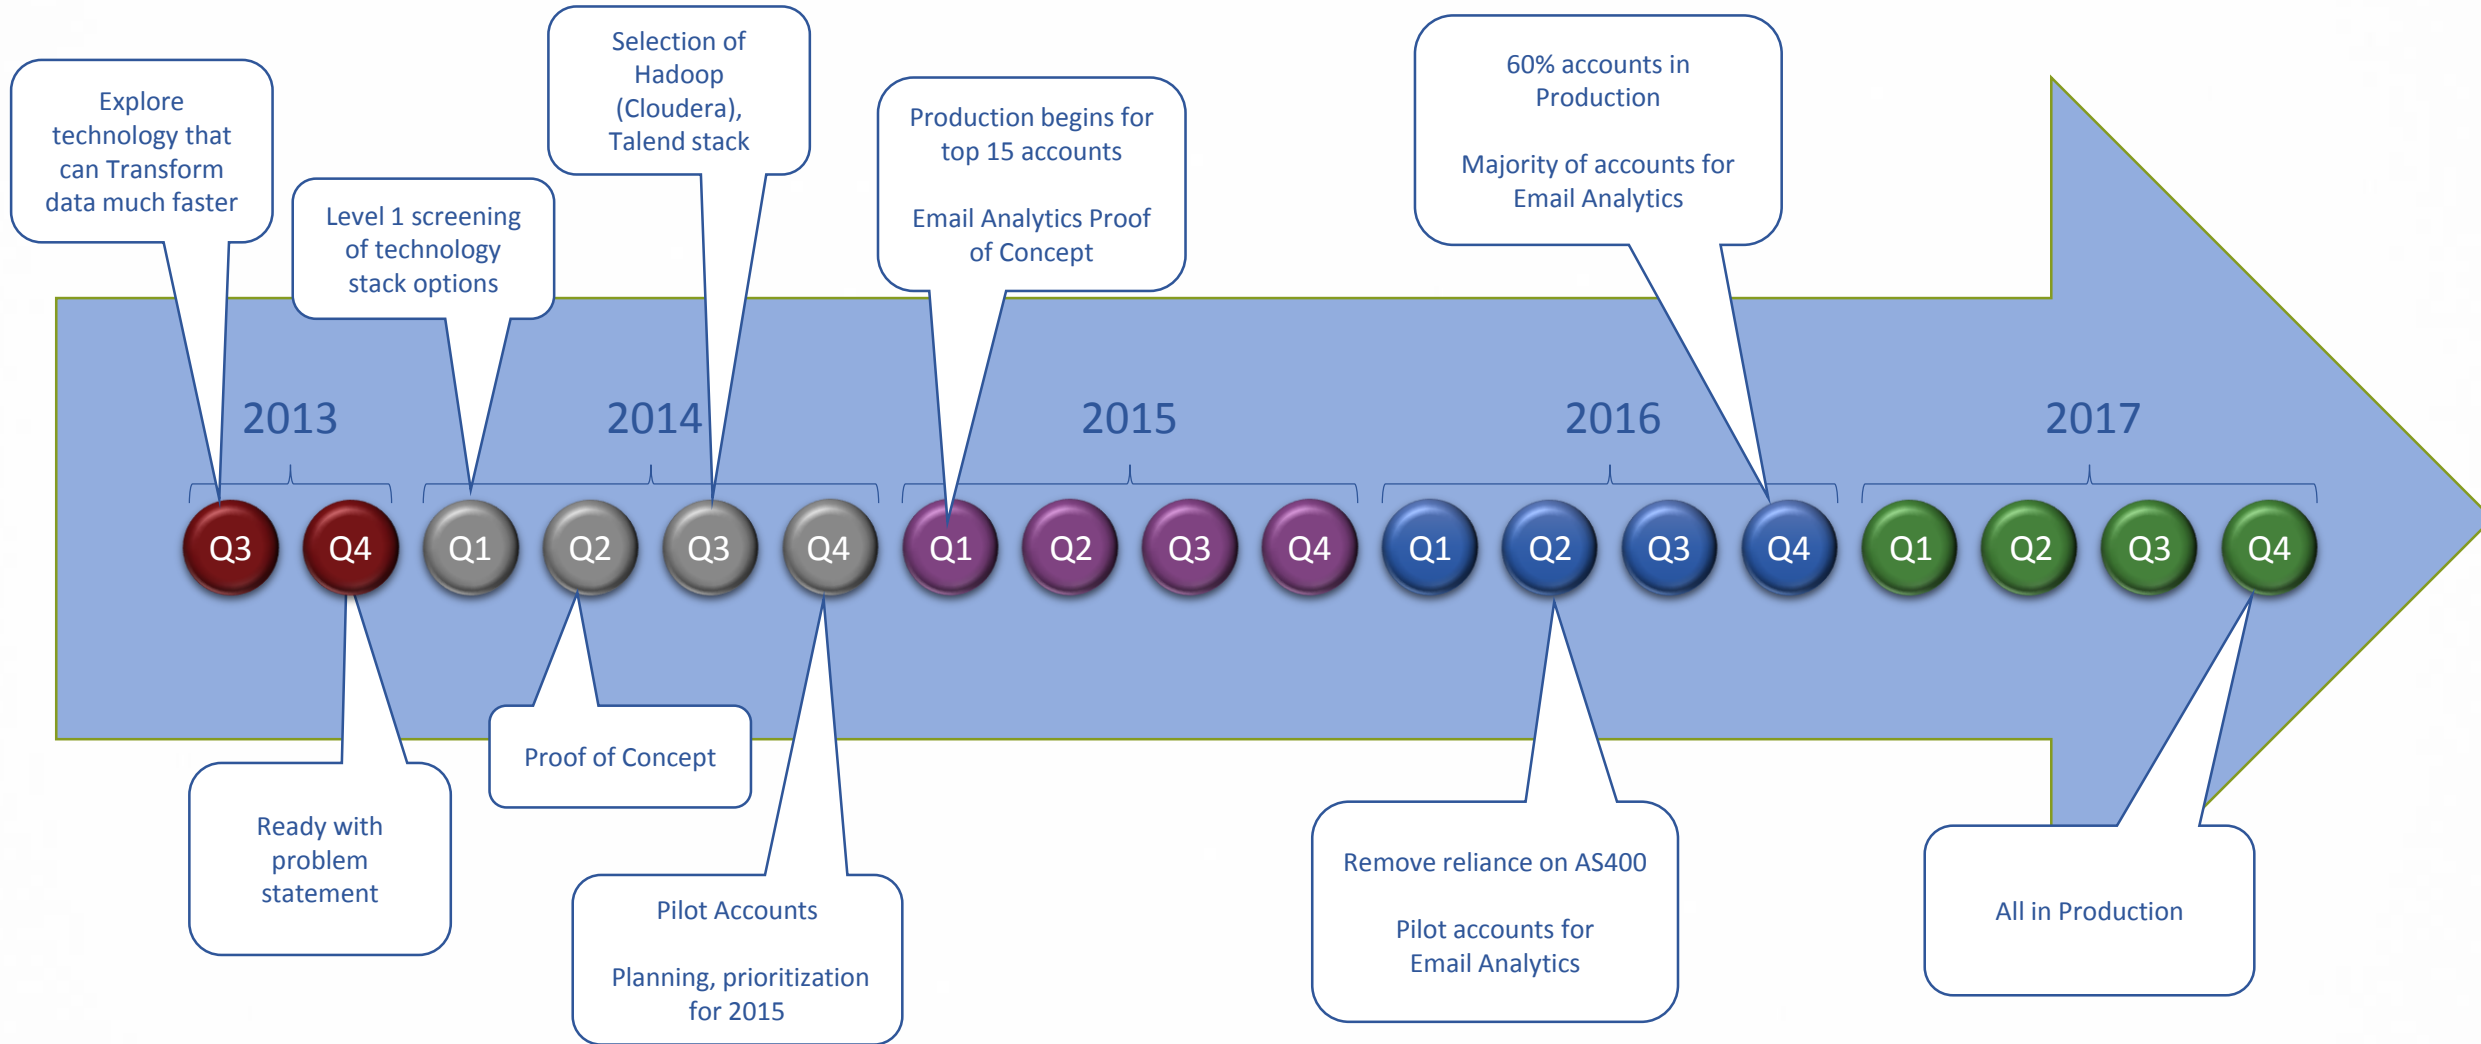 Explore
technology that
can Transform
data much faster
Level 1 screening
of technology
stack options
Selection of
Hadoop
(Cloudera),
Talend stack
Production begins for
top 15 accounts
Email Analytics Proof
of Concept
60% accounts in
Production
Majority of accounts for
Email Analytics
2013
2014
2015
2016
2017
Q3
Q4
Q1
Q2
Q3
Q4
Q1
Q2
Q3
Q4
Q1
Q2
Q3
Q4
Q1
Q2
Q3
Q4
Ready with
problem
statement
Proof of Concept
Pilot Accounts
Planning, prioritization
for 2015
Remove reliance on AS400
Pilot accounts for
Email Analytics
All in Production